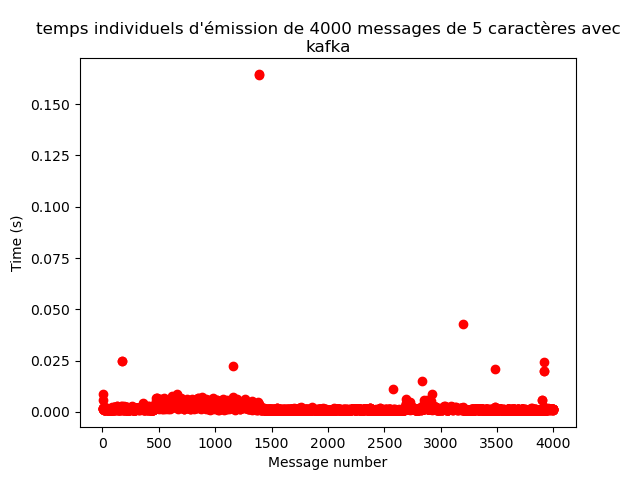 temps individuels d'émission de 4000 messages de 5 caractères avec
kafka
0.150
0.125
0.100
0.075
0.050
0.025
0.000
Time (s)
0 500 1000 1500 2000 2500 3000 3500 4000
Message number